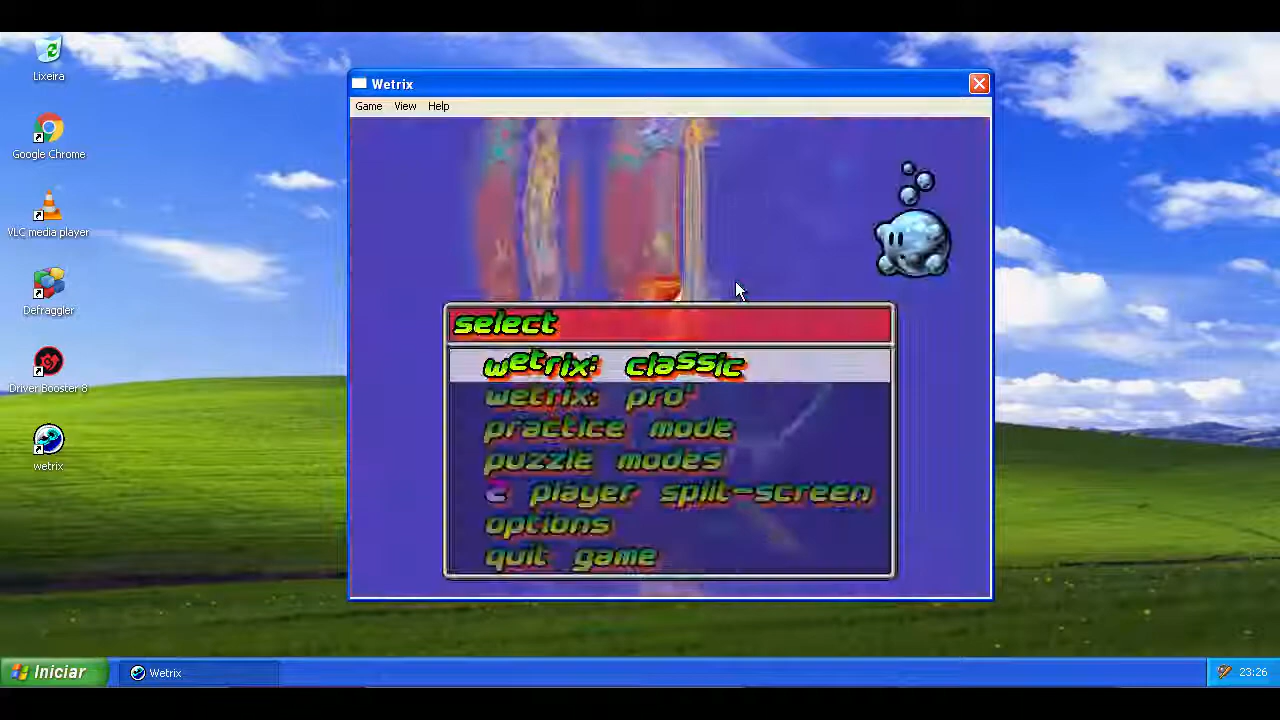 Lixeira
Google Chrome
VLC media player
Defraggler
Driver Booster 8
wetrix
Wetrix
Game View Help
select
wetrix: classic
wetrix: pro
practice mode
puzzle modes
2 player split-screen
options
quit game
Iniciar
Wetrix
23:26